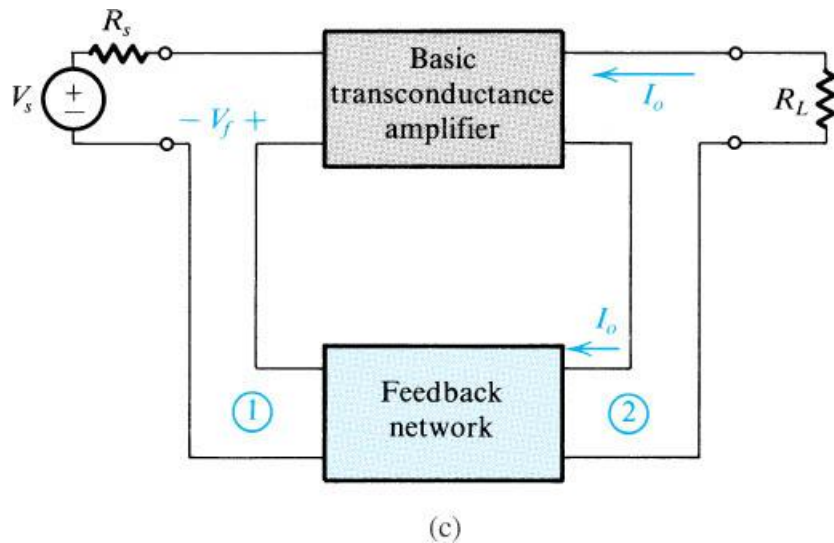 R_s
V_s
+
−
Basic
transconductance
amplifier
I_o
R_L
− V_f +
I_o
①
Feedback
network
②
(c)